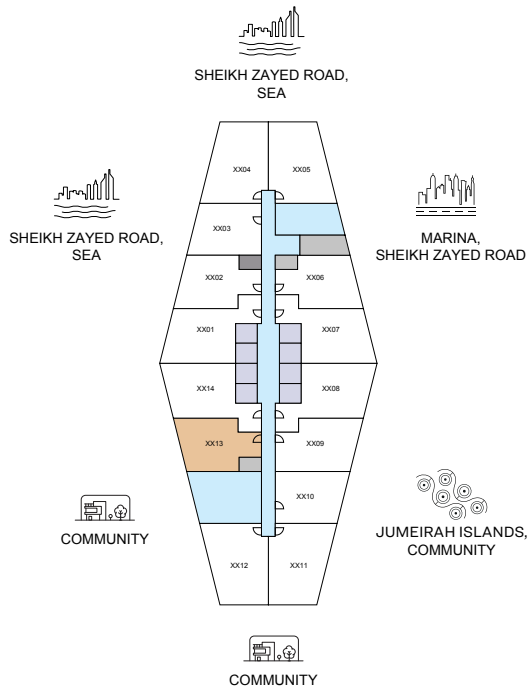 SHEIKH ZAYED ROAD,
SEA
XX04
XX05
SHEIKH ZAYED ROAD,
SEA
MARINA,
SHEIKH ZAYED ROAD
XX03
XX02
XX06
XX01
XX07
XX14
XX08
XX13
XX09
XX10
COMMUNITY
JUMEIRAH ISLANDS,
COMMUNITY
XX12
XX11
COMMUNITY